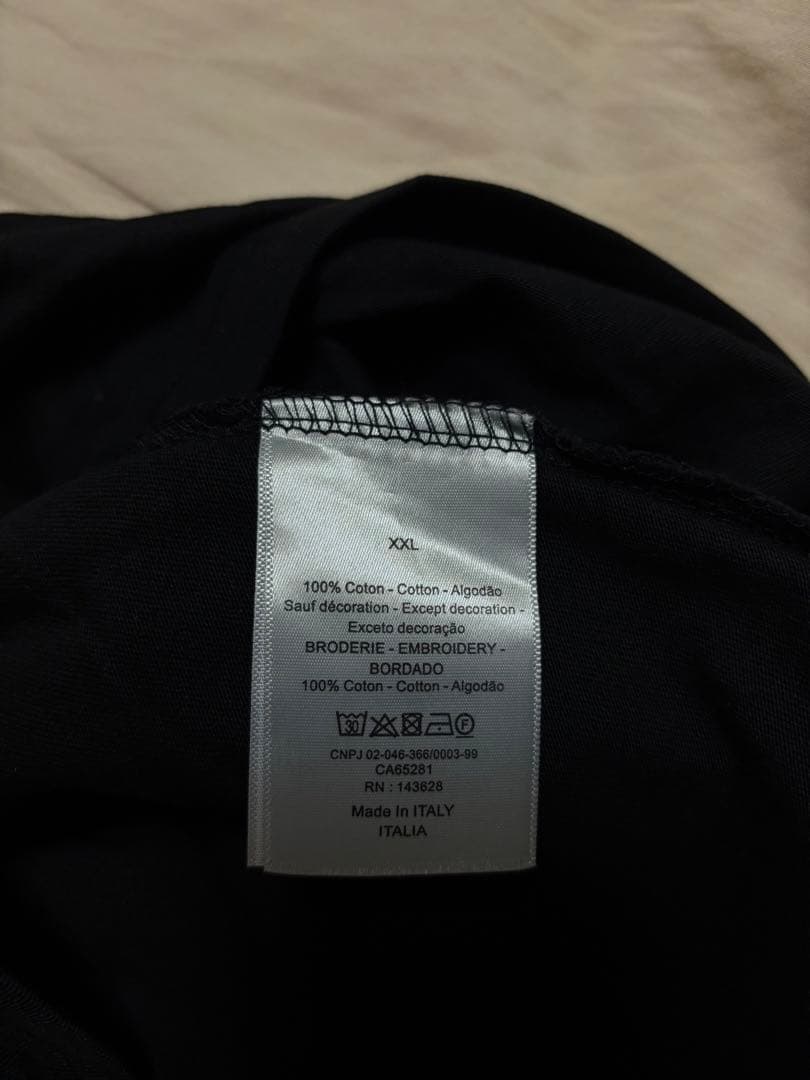 XXL
100% Coton - Cotton - Algodão
Sauf décoration - Except decoration -
Exceto decoração
BRODERIE - EMBROIDERY -
BORDADO
100% Coton - Cotton - Algodão
30 F
CNPJ 02-046-366/0003-99
CA65281
RN : 143628
Made In ITALY
ITALIA